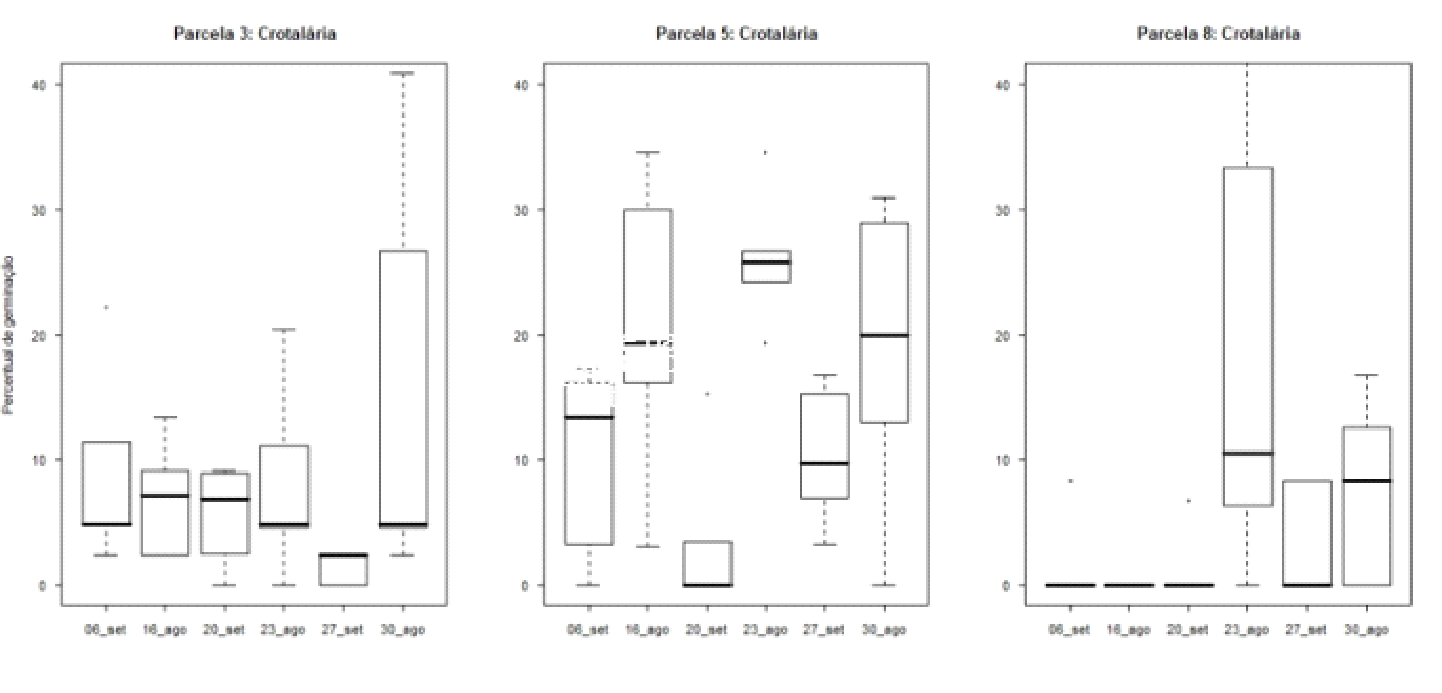 Parcela 3: Crotalária
Parcela 5: Crotalária
Parcela 8: Crotalária
Percentual de germinação
40
30
20
10
0
06_set 16_ago 20_set 23_ago 27_set 30_ago
40
30
20
10
0
06_set 16_ago 20_set 23_ago 27_set 30_ago
40
30
20
10
0
06_set 16_ago 20_set 23_ago 27_set 30_ago